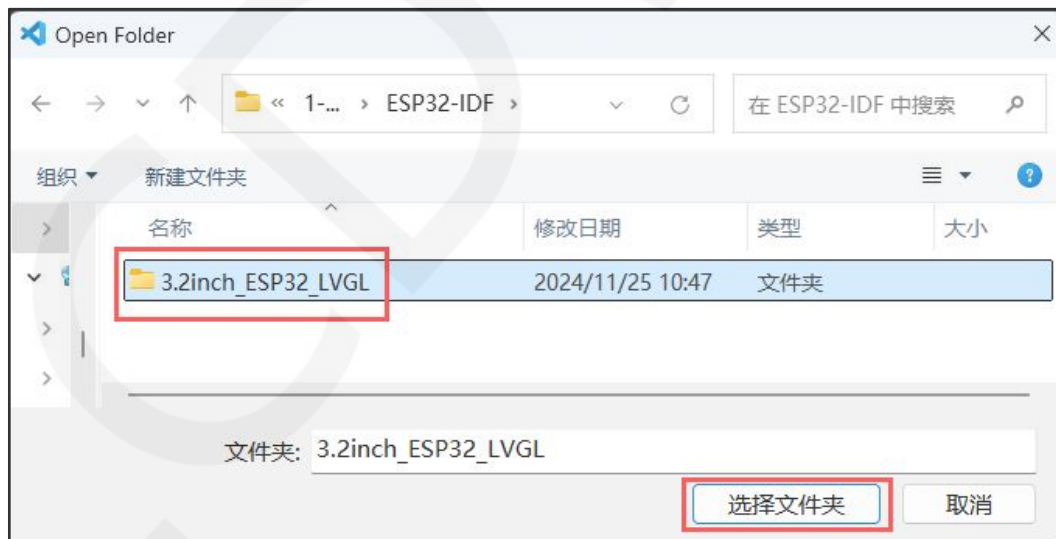 Open Folder
« 1-... › ESP32-IDF ›
在 ESP32-IDF 中搜索
组织 新建文件夹
名称 修改日期 类型 大小
3.2inch_ESP32_LVGL 2024/11/25 10:47 文件夹
文件夹: 3.2inch_ESP32_LVGL
选择文件夹 取消